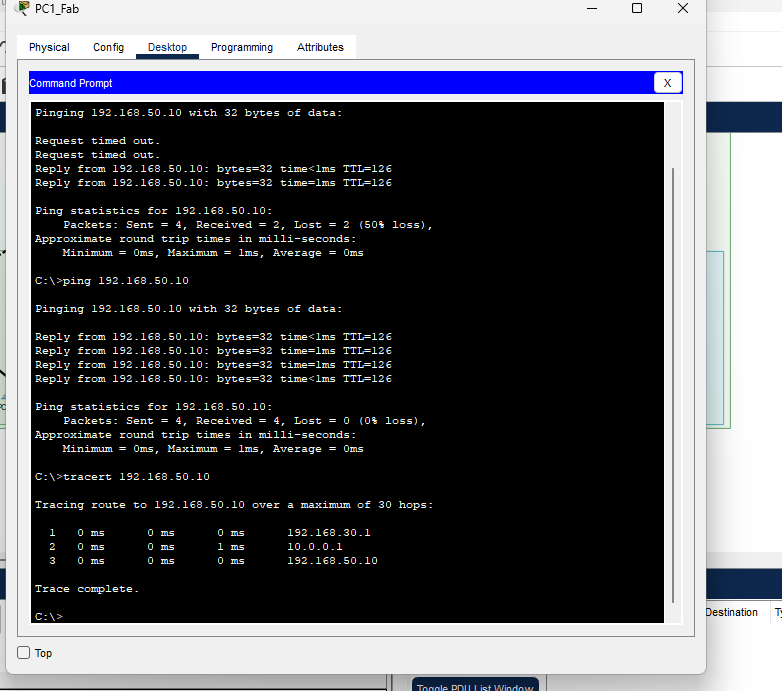 PC1_Fab
Physical Config Desktop Programming Attributes
Command Prompt X
Pinging 192.168.50.10 with 32 bytes of data:
Request timed out.
Request timed out.
Reply from 192.168.50.10: bytes=32 time<1ms TTL=126
Reply from 192.168.50.10: bytes=32 time<1ms TTL=126
Ping statistics for 192.168.50.10:
Packets: Sent = 4, Received = 2, Lost = 2 (50% loss),
Approximate round trip times in milli-seconds:
Minimum = 0ms, Maximum = 1ms, Average = 0ms
C:\>ping 192.168.50.10
Pinging 192.168.50.10 with 32 bytes of data:
Reply from 192.168.50.10: bytes=32 time<1ms TTL=126
Reply from 192.168.50.10: bytes=32 time=1ms TTL=126
Reply from 192.168.50.10: bytes=32 time<1ms TTL=126
Reply from 192.168.50.10: bytes=32 time<1ms TTL=126
Ping statistics for 192.168.50.10:
Packets: Sent = 4, Received = 4, Lost = 0 (0% loss),
Approximate round trip times in milli-seconds:
Minimum = 0ms, Maximum = 1ms, Average = 0ms
C:\>tracert 192.168.50.10
Tracing route to 192.168.50.10 over a maximum of 30 hops:
1 0 ms 0 ms 0 ms 192.168.30.1
2 0 ms 0 ms 1 ms 10.0.0.1
3 0 ms 0 ms 0 ms 192.168.50.10
Trace complete.
C:\>
Top
Destination
Toggle PDU List Window